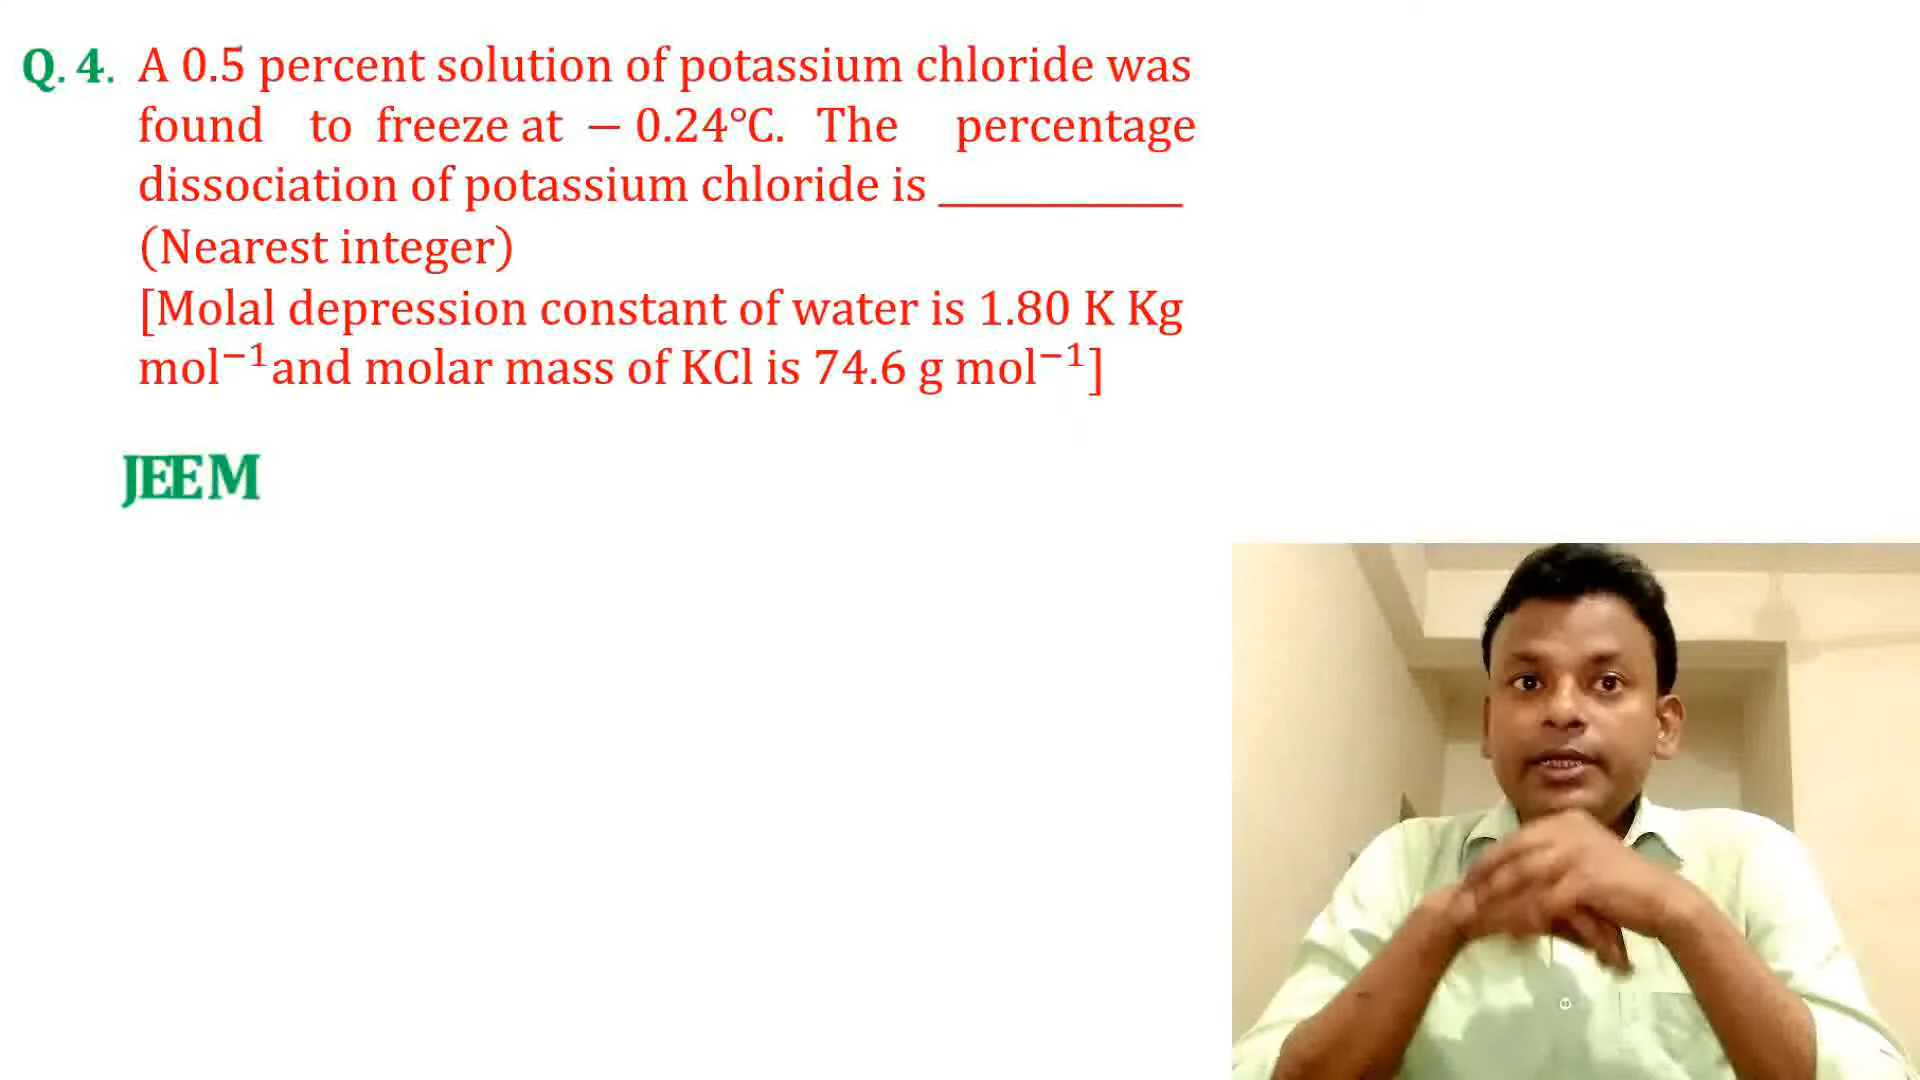 Q. 4. A 0.5 percent solution of potassium chloride was
found to freeze at − 0.24°C. The percentage
dissociation of potassium chloride is ___________
(Nearest integer)
[Molal depression constant of water is 1.80 K Kg
mol⁻¹and molar mass of KCl is 74.6 g mol⁻¹]
JEE M